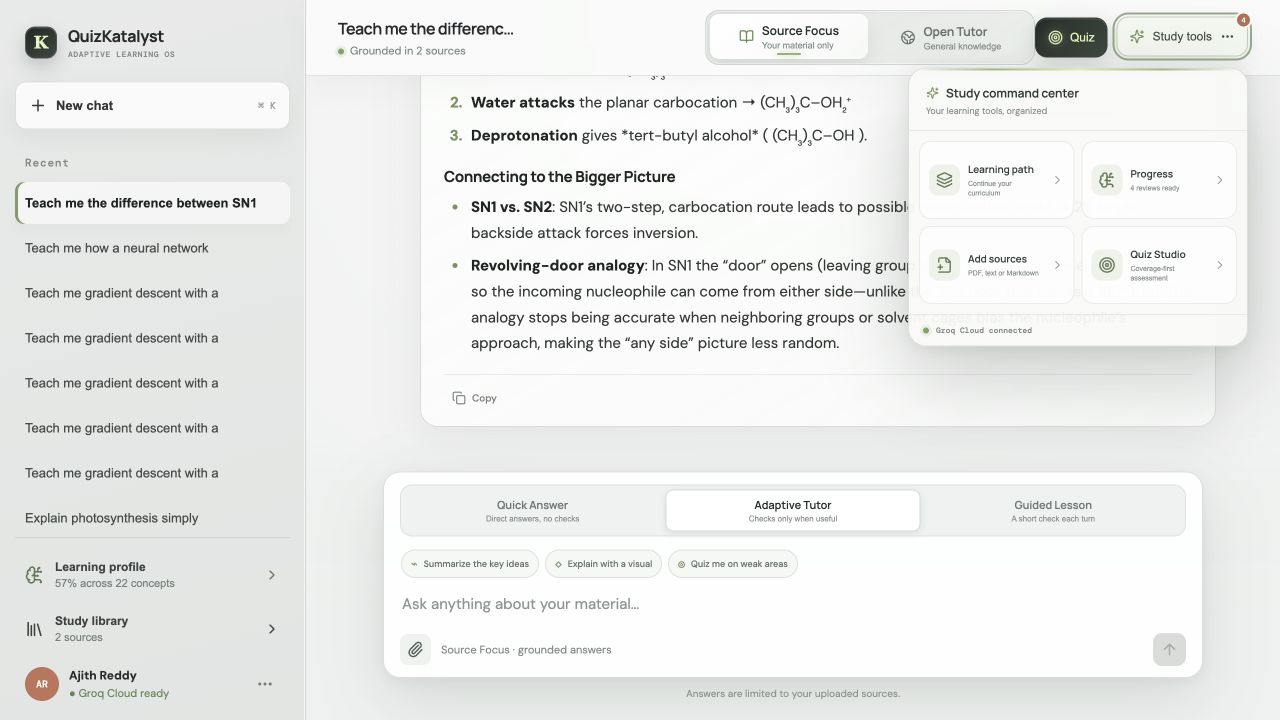 K
QuizKatalyst
ADAPTIVE LEARNING OS
New chat
⌘ K
Recent
Teach me the difference between SN1
Teach me how a neural network
Teach me gradient descent with a
Teach me gradient descent with a
Teach me gradient descent with a
Teach me gradient descent with a
Teach me gradient descent with a
Explain photosynthesis simply
Learning profile
57% across 22 concepts
Study library
2 sources
AR
Ajith Reddy
Groq Cloud ready
Teach me the differenc...
Grounded in 2 sources
Source Focus
Your material only
Open Tutor
General knowledge
Quiz
Study tools
4
2. Water attacks the planar carbocation → (CH₃)₃C–OH₂⁺
3. Deprotonation gives *tert-butyl alcohol* ( (CH₃)₃C–OH ).
Connecting to the Bigger Picture
• SN1 vs. SN2: SN1's two-step, carbocation route leads to possible
backside attack forces inversion.
• Revolving-door analogy: In SN1 the “door” opens (leaving group
so the incoming nucleophile can come from either side—unlike
analogy stops being accurate when neighboring groups or solvent cages bias the nucleophile's
approach, making the “any side” picture less random.
Copy
Study command center
Your learning tools, organized
Learning path
Continue your
curriculum
Progress
4 reviews ready
Add sources
PDF, text or Markdown
Quiz Studio
Coverage-first
assessment
Groq Cloud connected
Quick Answer
Direct answers, no checks
Adaptive Tutor
Checks only when useful
Guided Lesson
A short check each turn
Summarize the key ideas
Explain with a visual
Quiz me on weak areas
Ask anything about your material...
Source Focus · grounded answers
Answers are limited to your uploaded sources.